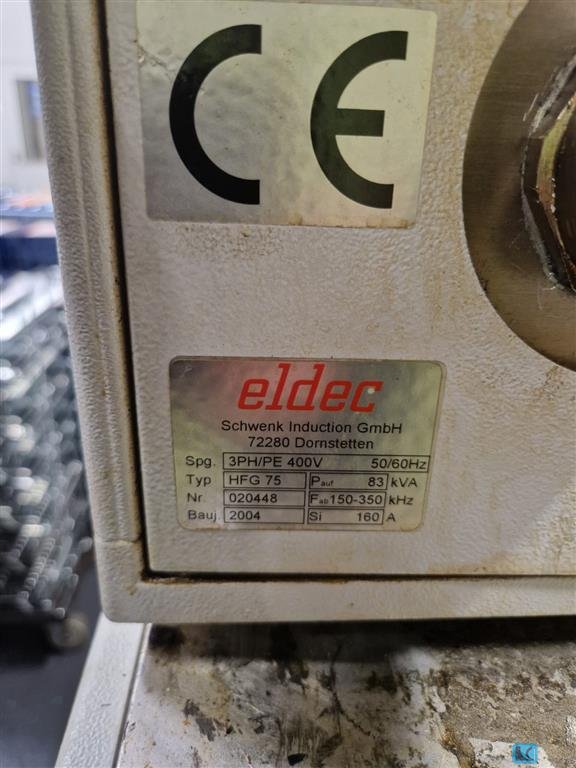 CE
eldec
Schwenk Induction GmbH
72280 Dornstetten
Spg. 3PH/PE 400V 50/60Hz
Typ HFG 75 Pauf 83 kVA
Nr. 020448 Fab 150-350 kHz
Bauj. 2004 Si 160 A